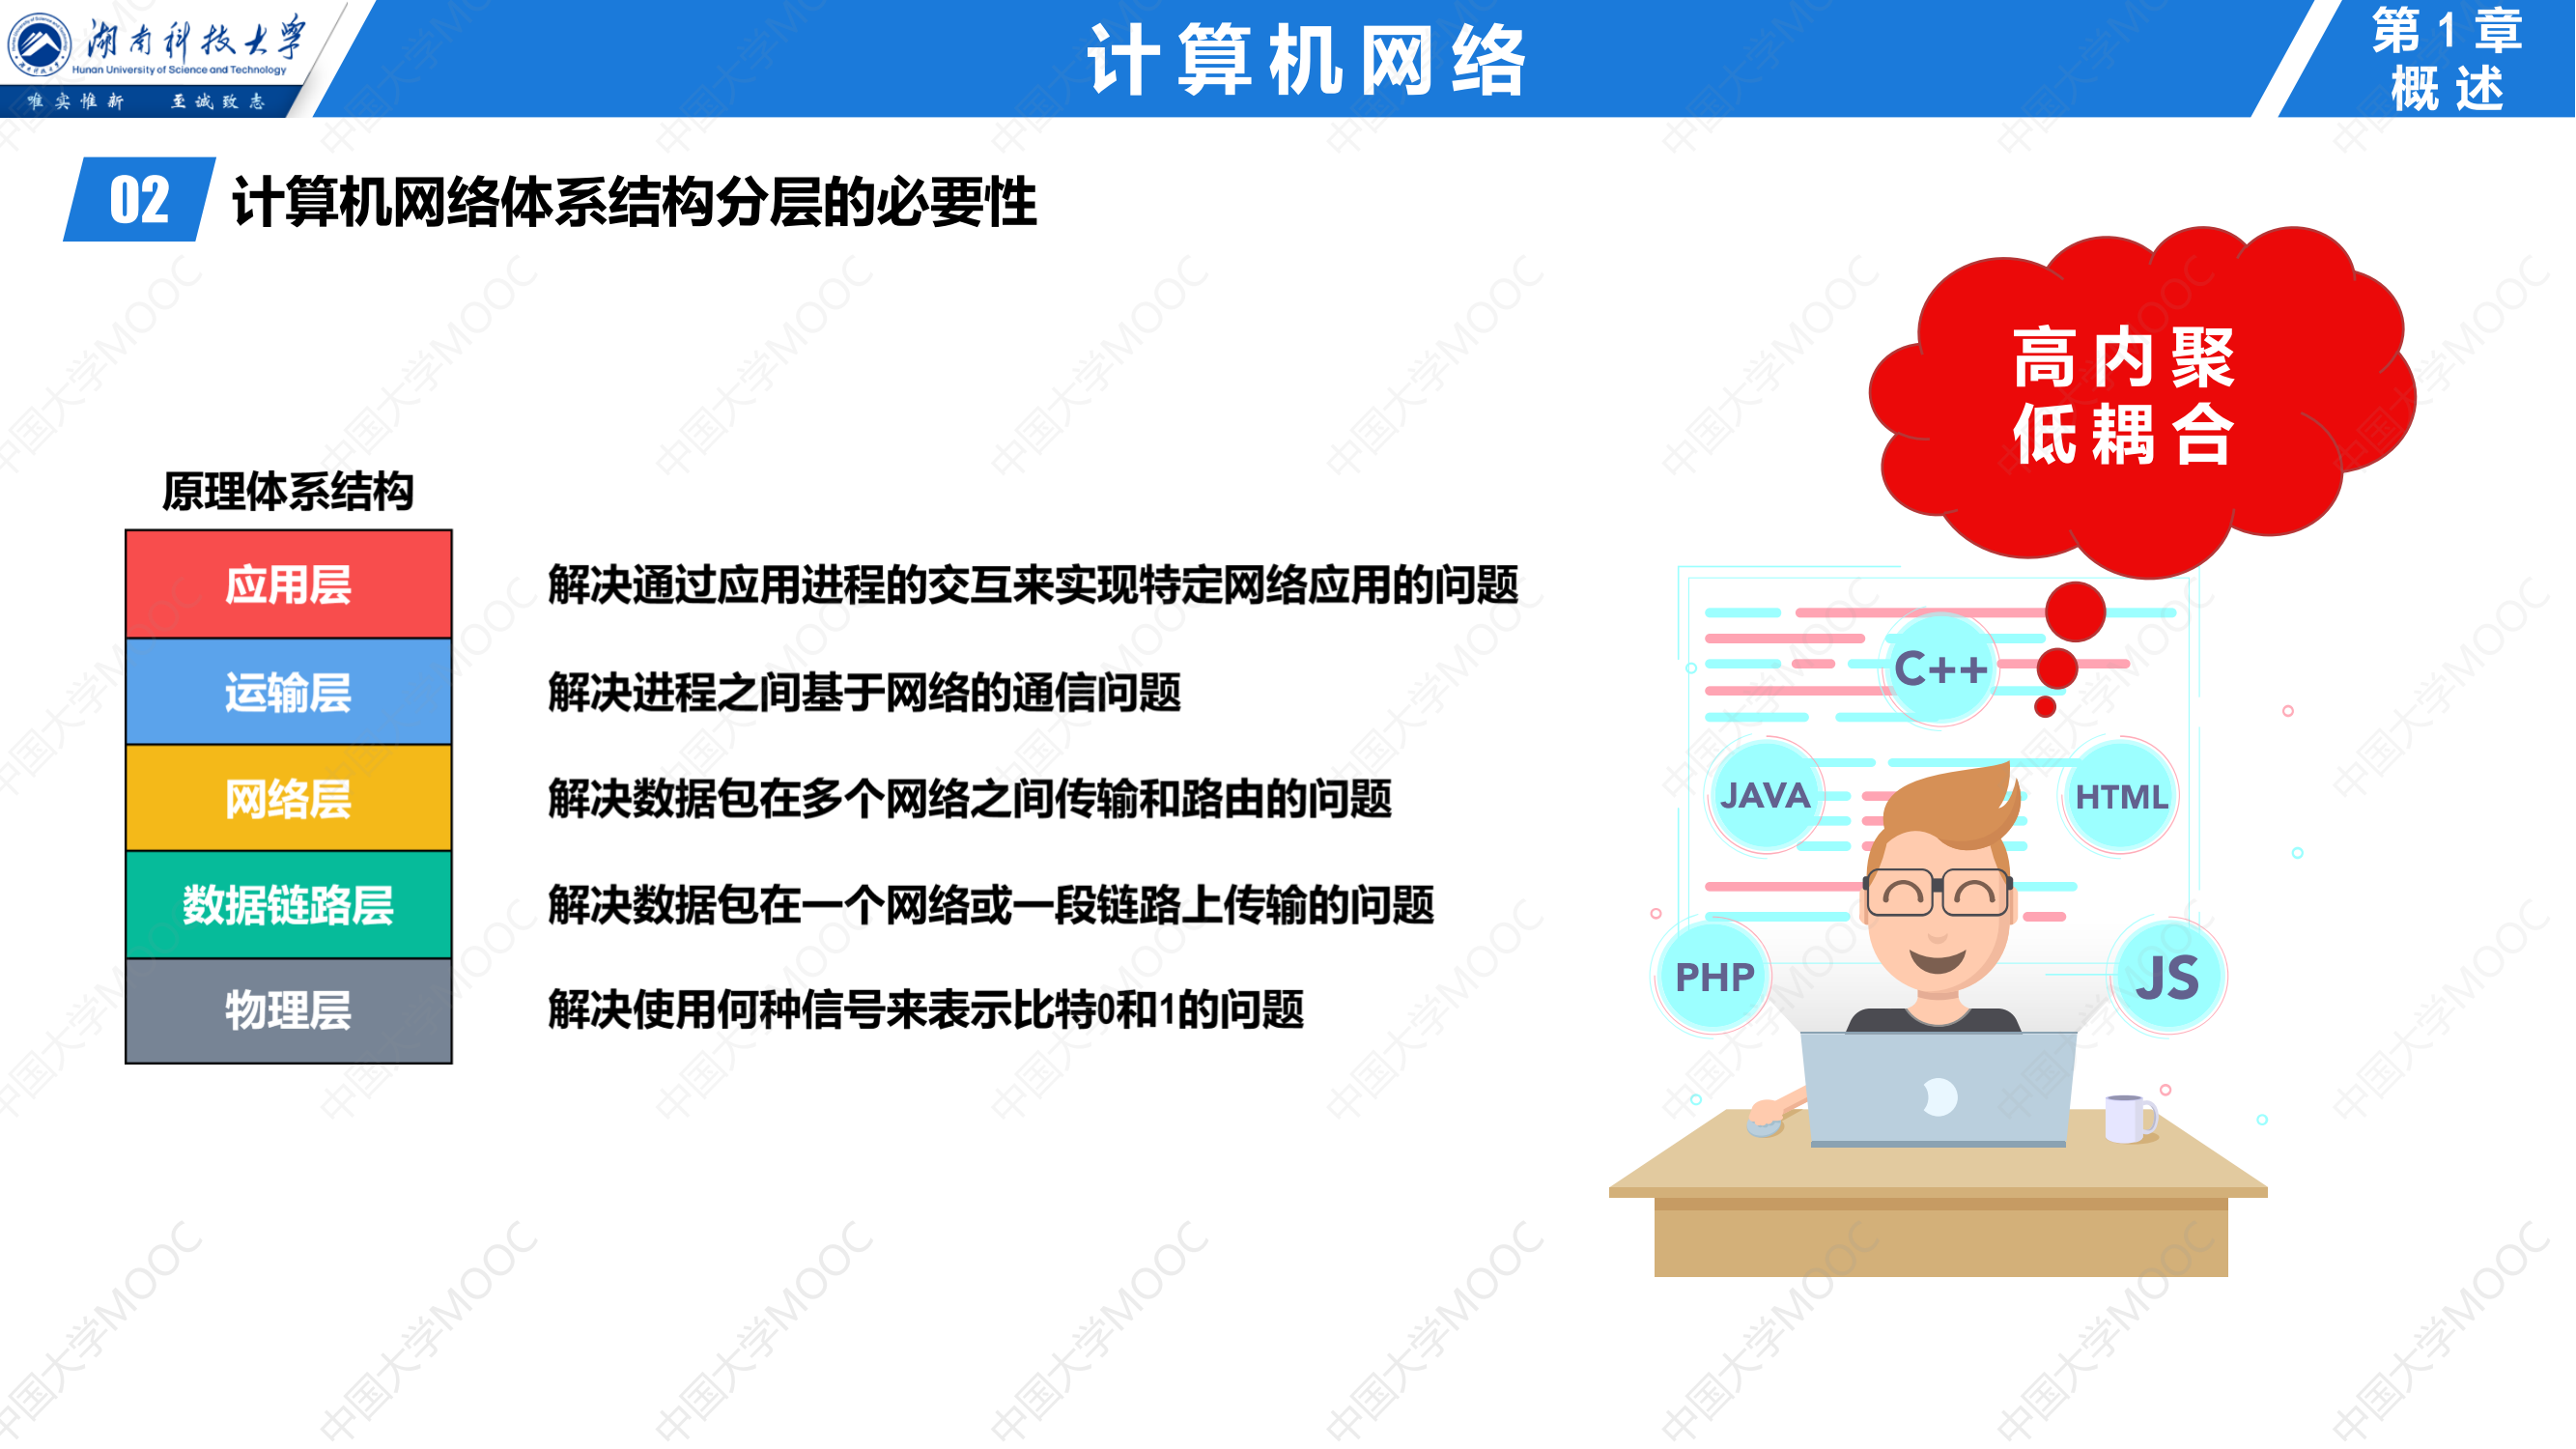 湖南科技大学
Hunan University of Science and Technology
唯实惟新 至诚致志
计算机网络
第1章
概述
02 计算机网络体系结构分层的必要性
高内聚
低耦合
原理体系结构
应用层 解决通过应用进程的交互来实现特定网络应用的问题
运输层 解决进程之间基于网络的通信问题
网络层 解决数据包在多个网络之间传输和路由的问题
数据链路层 解决数据包在一个网络或一段链路上传输的问题
物理层 解决使用何种信号来表示比特0和1的问题
C++
JAVA
HTML
PHP
JS
中国大学MOOC